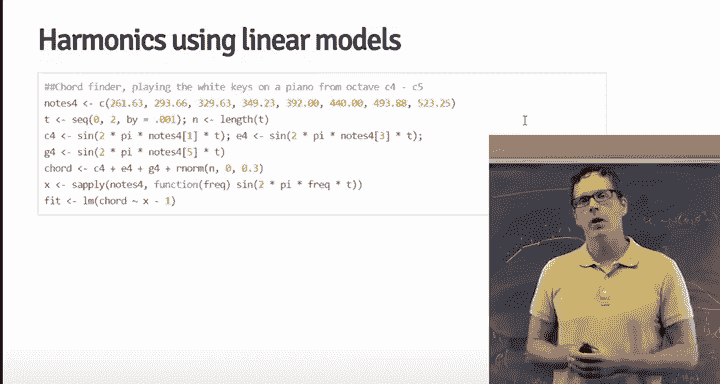 Harmonics using linear models
##Chord finder, playing the white keys on a piano from octave c4 - c5
notes4 <- c(261.63, 293.66, 329.63, 349.23, 392.00, 440.00, 493.88, 523.25)
t <- seq(0, 2, by = .001); n <- length(t)
c4 <- sin(2 * pi * notes4[1] * t); e4 <- sin(2 * pi * notes4[3] * t);
g4 <- sin(2 * pi * notes4[5] * t)
chord <- c4 + e4 + g4 + rnorm(n, 0, 0.3)
x <- sapply(notes4, function(freq) sin(2 * pi * freq * t))
fit <- lm(chord ~ x - 1)